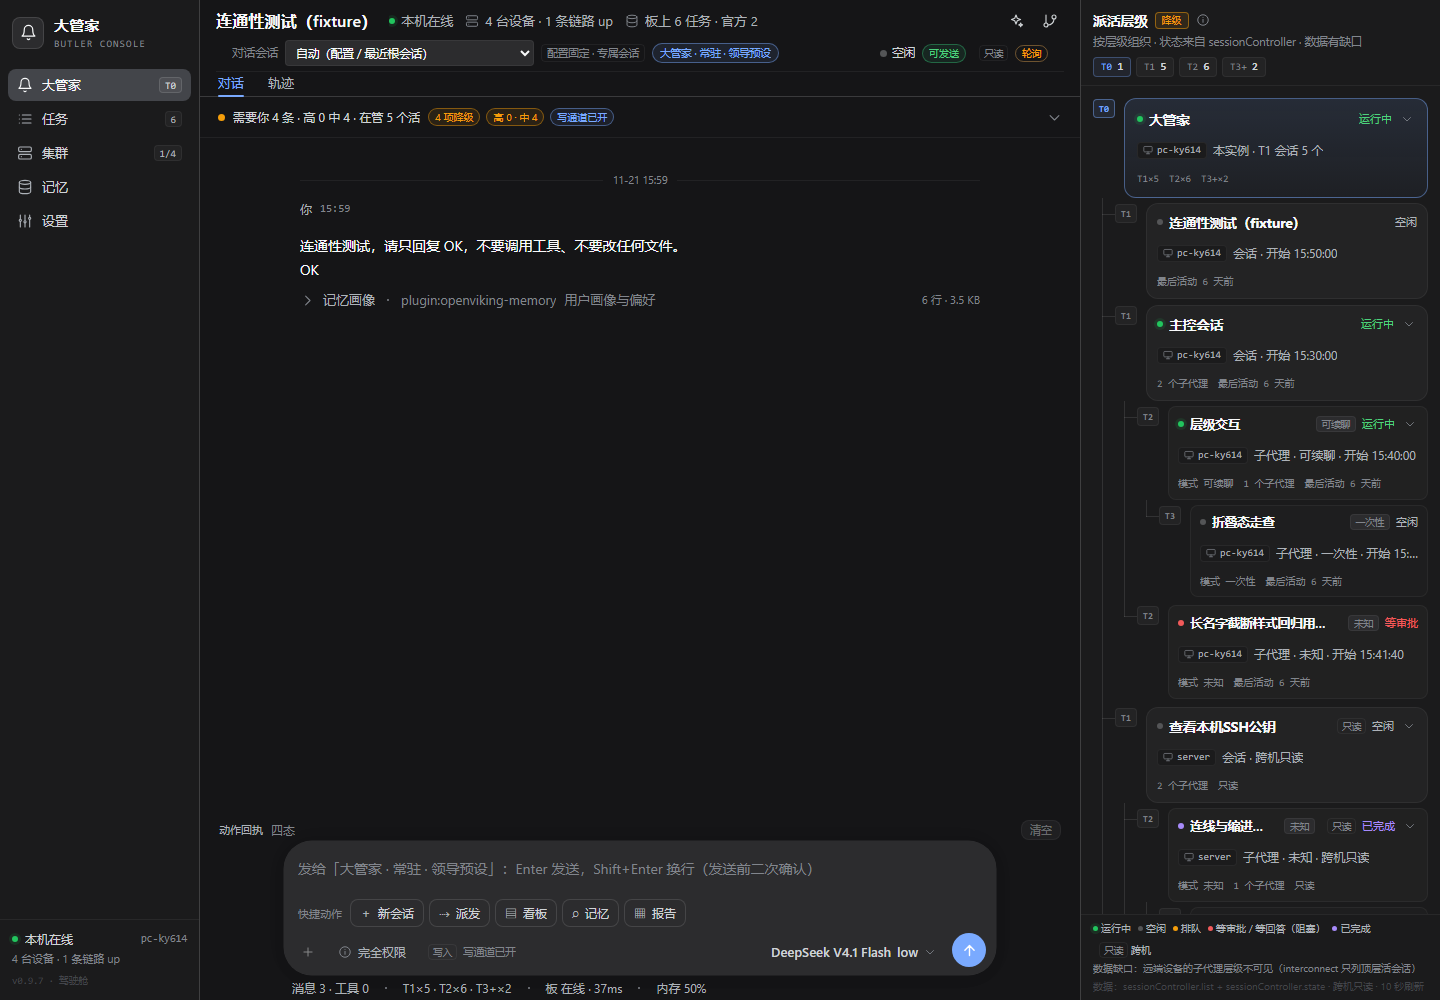 大管家
BUTLER CONSOLE
大管家 T0
任务 6
集群 1/4
记忆
设置
本机在线 pc-ky614
4 台设备 · 1 条链路 up
v0.9.7 · 驾驶舱
连通性测试（fixture） 本机在线 4 台设备 · 1 条链路 up 板上 6 任务 · 官方 2
对话会话 自动（配置 / 最近根会话） 配置固定 · 专属会话 大管家 · 常驻 · 领导预设 空闲 可发送 只读 轮询
对话 轨迹
需要你 4 条 · 高 0 中 4 · 在管 5 个活 4 项降级 高 0 · 中 4 写通道已开
11-21 15:59
你 15:59
连通性测试，请只回复 OK，不要调用工具、不要改任何文件。
OK
记忆画像 · plugin:openviking-memory 用户画像与偏好 6 行 · 3.5 KB
动作回执 四态 清空
发给「大管家 · 常驻 · 领导预设」：Enter 发送，Shift+Enter 换行（发送前二次确认）
快捷动作 + 新会话 派发 看板 记忆 报告
+ 完全权限 写入 写通道已开 DeepSeek V4.1 Flash low
消息 3 · 工具 0 · T1×5 · T2×6 · T3+×2 · 板 在线 · 37ms · 内存 50%
派活层级 降级
按层级组织 · 状态来自 sessionController · 数据有缺口
T0 1 T1 5 T2 6 T3+ 2
T0 大管家 运行中
pc-ky614 本实例 · T1 会话 5 个
T1×5 T2×6 T3+×2
T1 连通性测试（fixture） 空闲
pc-ky614 会话 · 开始 15:50:00
最后活动 6 天前
T1 主控会话 运行中
pc-ky614 会话 · 开始 15:30:00
2 个子代理 最后活动 6 天前
T2 层级交互 可续聊 运行中
pc-ky614 子代理 · 可续聊 · 开始 15:40:00
模式 可续聊 1 个子代理 最后活动 6 天前
T3 折叠态走查 一次性 空闲
pc-ky614 子代理 · 一次性 · 开始 15:...
模式 一次性 最后活动 6 天前
T2 长名字截断样式回归用... 未知 等审批
pc-ky614 子代理 · 未知 · 开始 15:41:40
模式 未知 最后活动 6 天前
T1 查看本机SSH公钥 只读 空闲
server 会话 · 跨机只读
2 个子代理 只读
T2 连线与缩进... 未知 只读 已完成
server 子代理 · 未知 · 跨机只读
模式 未知 1 个子代理 只读
运行中 空闲 排队 等审批 / 等回答（阻塞） 已完成
只读 跨机
数据缺口：远端设备的子代理层级不可见（interconnect 只列顶层活会话）
数据：sessionController.list + sessionController.state · 跨机只读 · 10 秒刷新